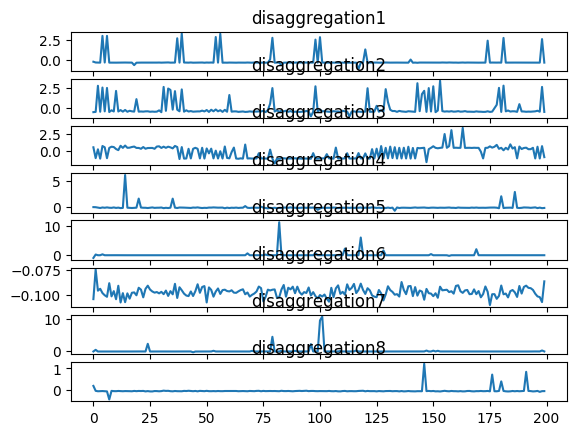 disaggregation1
2.5
0.0
disaggregation2
2.5
0.0
disaggregation3
2.5
0.0
disaggregation4
5
0
disaggregation5
10
0
disaggregation6
−0.075
−0.100
disaggregation7
10
0
disaggregation8
1
0
0 25 50 75 100 125 150 175 200